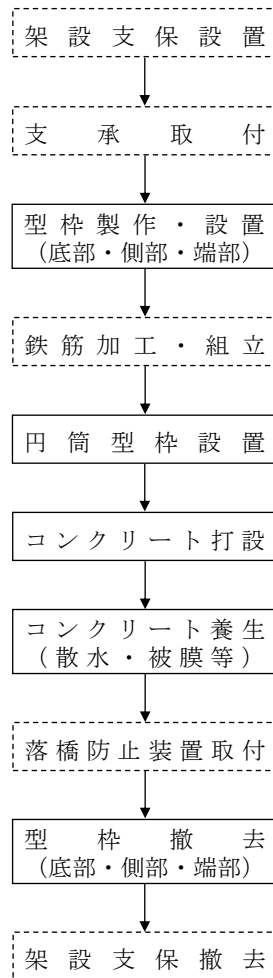 架設支保設置
支承取付
型枠製作・設置
(底部・側部・端部)
鉄筋加工・組立
円筒型枠設置
コンクリート打設
コンクリート養生
(散水・被膜等)
落橋防止装置取付
型枠撤去
(底部・側部・端部)
架設支保撤去